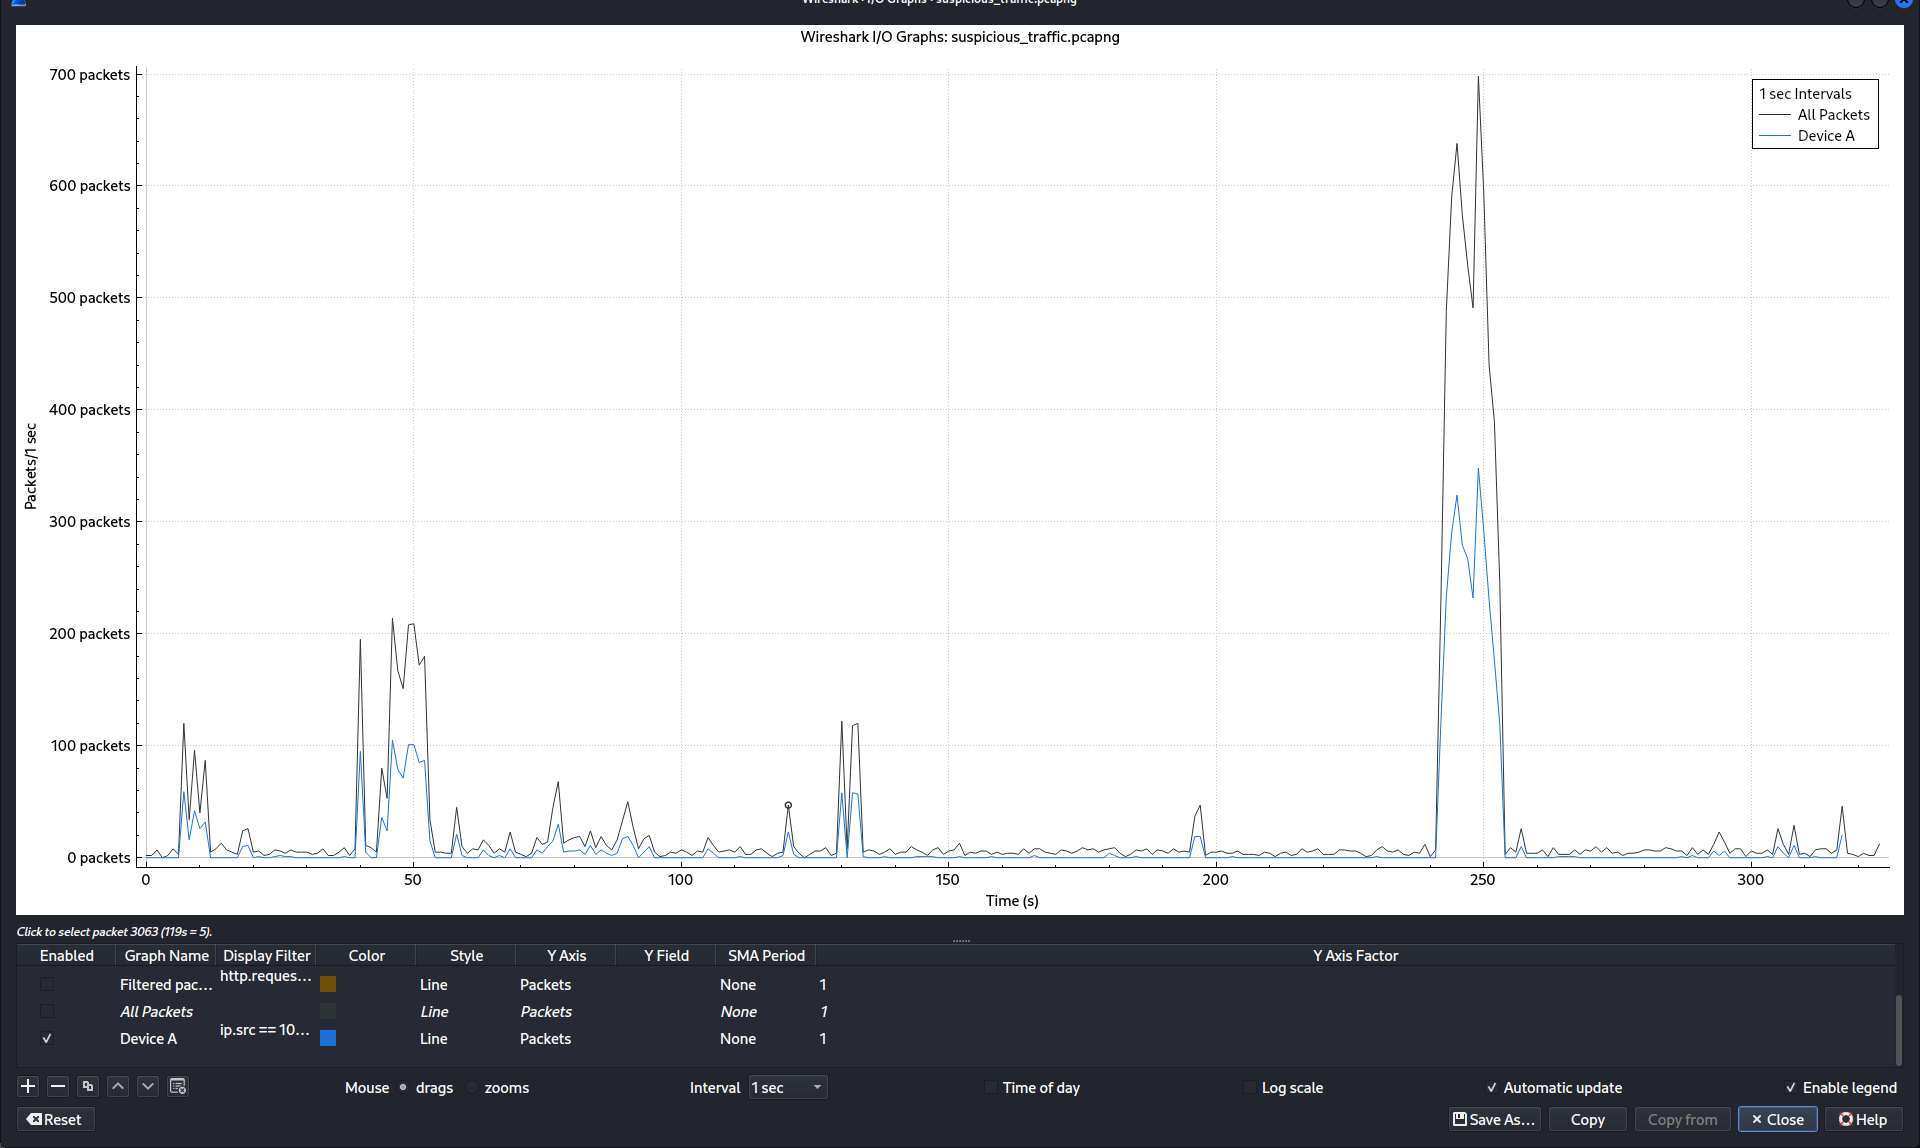 Wireshark · I/O Graphs · suspicious_traffic.pcapng
Wireshark I/O Graphs: suspicious_traffic.pcapng
700 packets
600 packets
500 packets
400 packets
300 packets
200 packets
100 packets
0 packets
Packets/1 sec
1 sec Intervals
All Packets
Device A
0 50 100 150 200 250 300
Time (s)
Click to select packet 3063 (119s = 5).
Enabled Graph Name Display Filter Color Style Y Axis Y Field SMA Period Y Axis Factor
Filtered pac... http.reques... Line Packets None 1
All Packets Line Packets None 1
Device A ip.src == 10... Line Packets None 1
Mouse drags zooms Interval 1 sec Time of day Log scale Automatic update Enable legend
Reset Save As... Copy Copy from Close Help